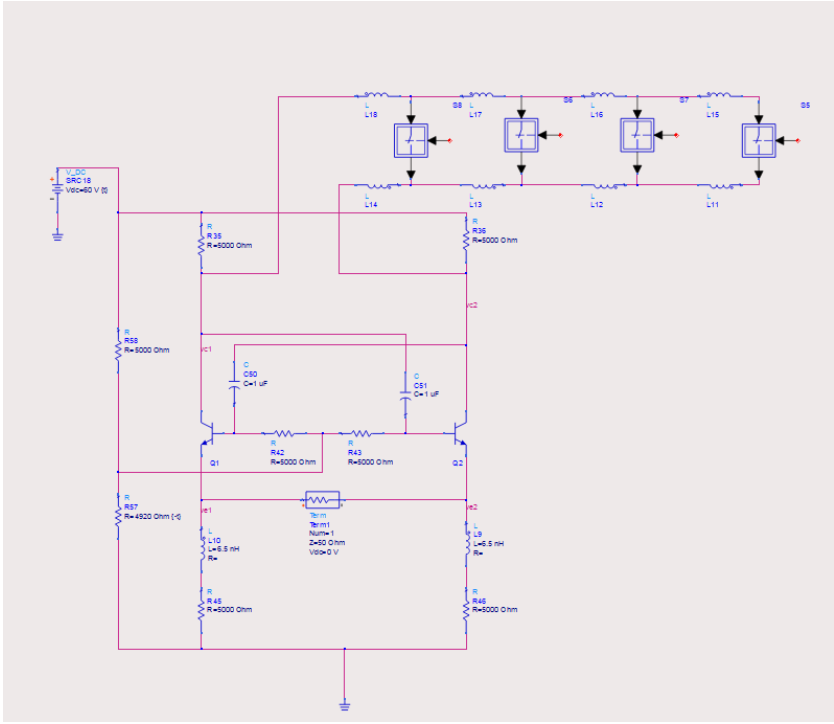 L
L18
S8
L
L17
S6
L
L16
S7
L
L15
S5
L
L14
L
L13
L
L12
L
L11
V_DC
SRC18
Vdc=60 V {t}
+
-
R
R35
R=5000 Ohm
R
R36
R=5000 Ohm
vc2
R
R58
R=5000 Ohm
vc1
C
C50
C=1 uF
C
C51
C=1 uF
R
R42
R=5000 Ohm
R
R43
R=5000 Ohm
Q1
Q2
R
R57
R=4920 Ohm {-t}
ve1
ve2
Term
Term1
Num=1
Z=50 Ohm
Vdc=0 V
L
L10
L=6.5 nH
R=
L
L9
L=6.5 nH
R=
R
R45
R=5000 Ohm
R
R46
R=5000 Ohm